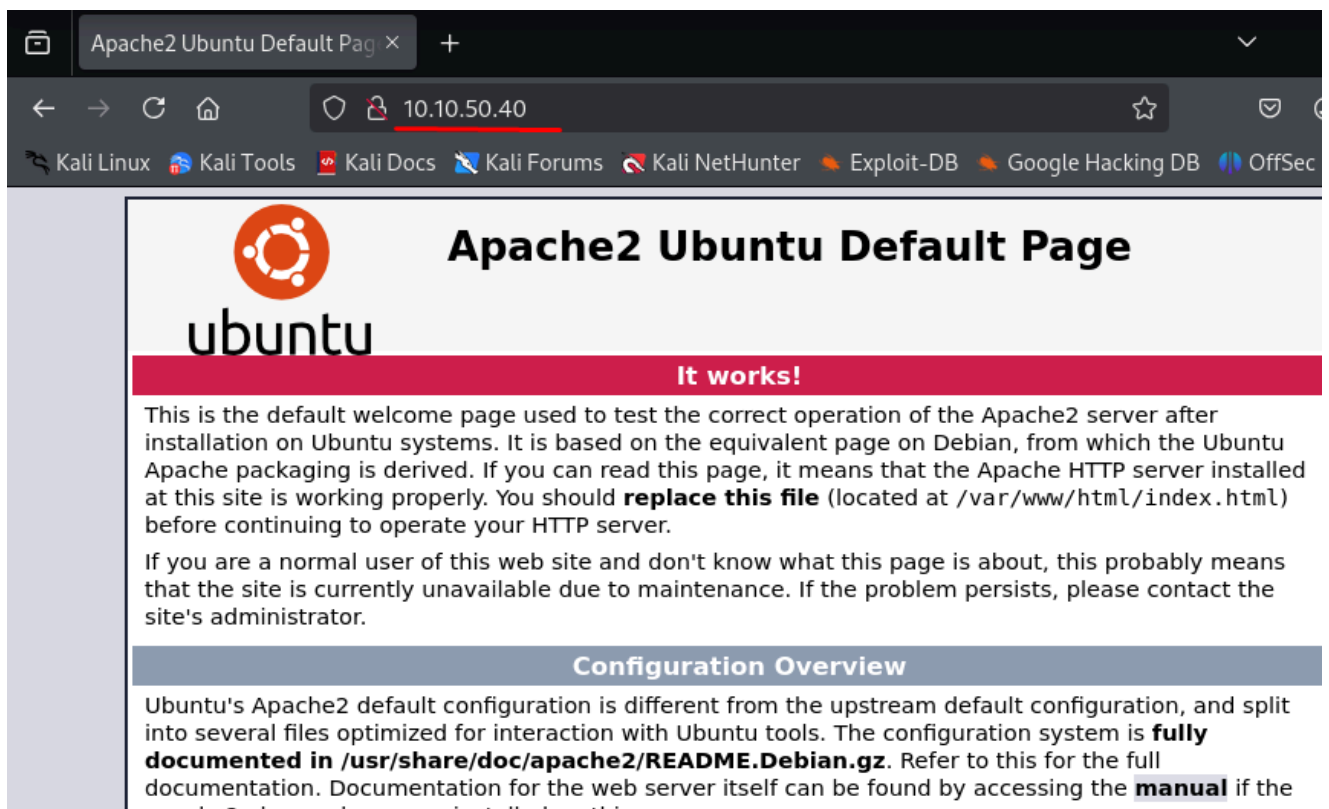 Apache2 Ubuntu Default Pag
10.10.50.40
Kali Linux Kali Tools Kali Docs Kali Forums Kali NetHunter Exploit-DB Google Hacking DB OffSec
Apache2 Ubuntu Default Page
ubuntu
It works!
This is the default welcome page used to test the correct operation of the Apache2 server after
installation on Ubuntu systems. It is based on the equivalent page on Debian, from which the Ubuntu
Apache packaging is derived. If you can read this page, it means that the Apache HTTP server installed
at this site is working properly. You should replace this file (located at /var/www/html/index.html)
before continuing to operate your HTTP server.
If you are a normal user of this web site and don't know what this page is about, this probably means
that the site is currently unavailable due to maintenance. If the problem persists, please contact the
site's administrator.
Configuration Overview
Ubuntu's Apache2 default configuration is different from the upstream default configuration, and split
into several files optimized for interaction with Ubuntu tools. The configuration system is fully
documented in /usr/share/doc/apache2/README.Debian.gz. Refer to this for the full
documentation. Documentation for the web server itself can be found by accessing the manual if the